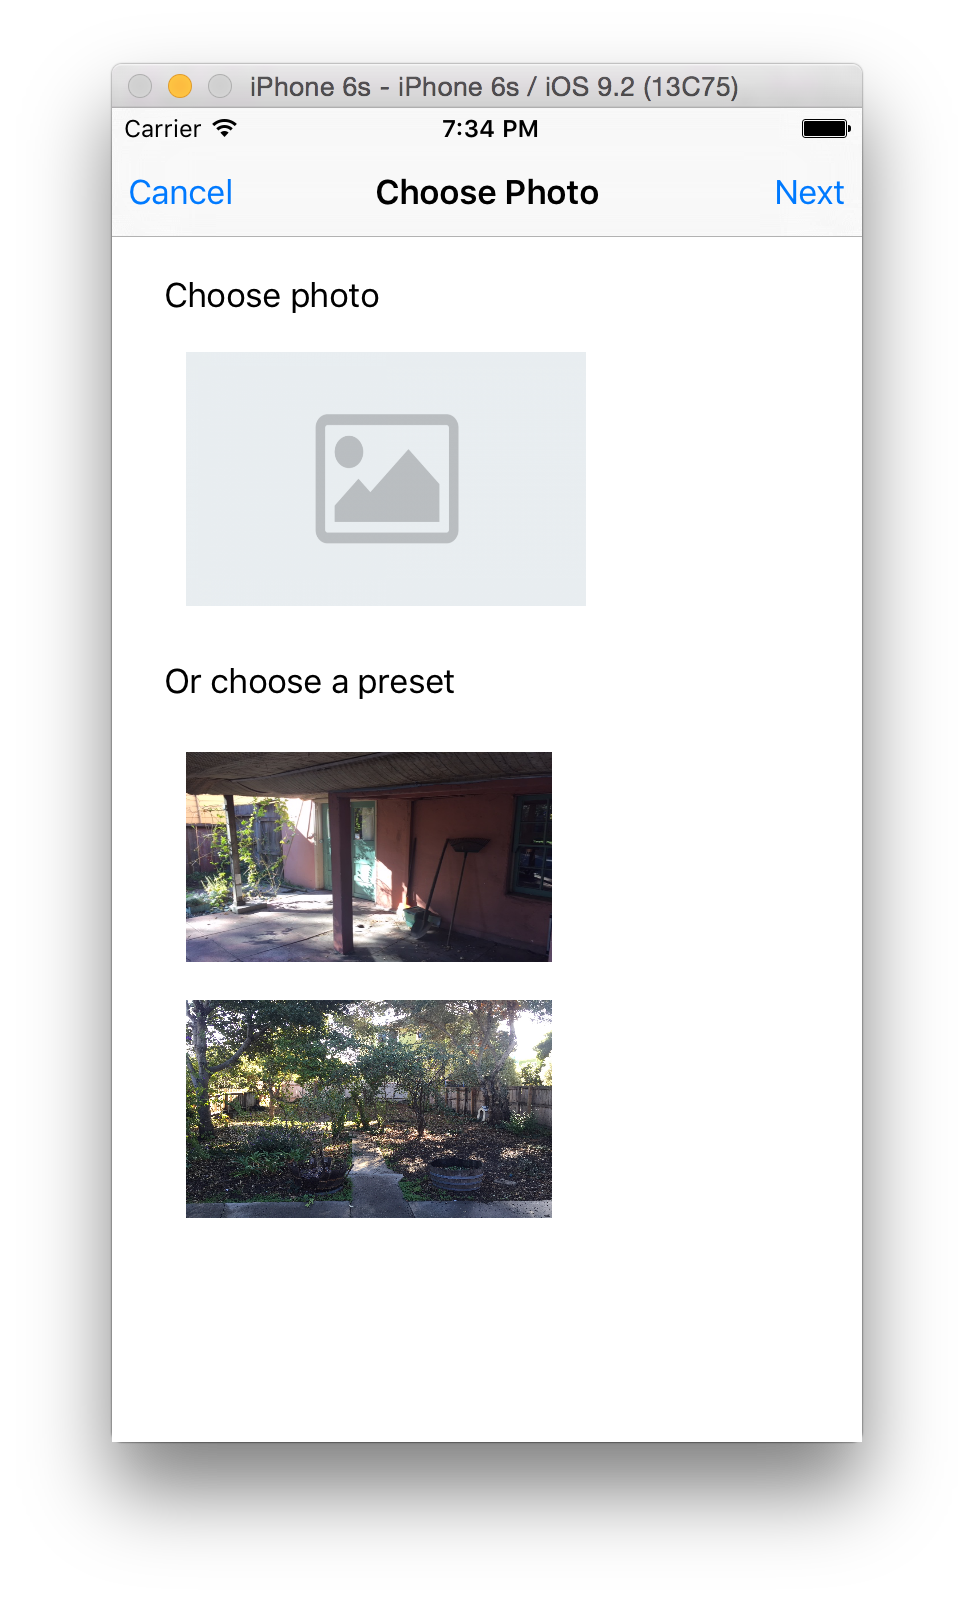 iPhone 6s - iPhone 6s / iOS 9.2 (13C75)
Carrier 7:34 PM
Cancel Choose Photo Next
Choose photo
Or choose a preset